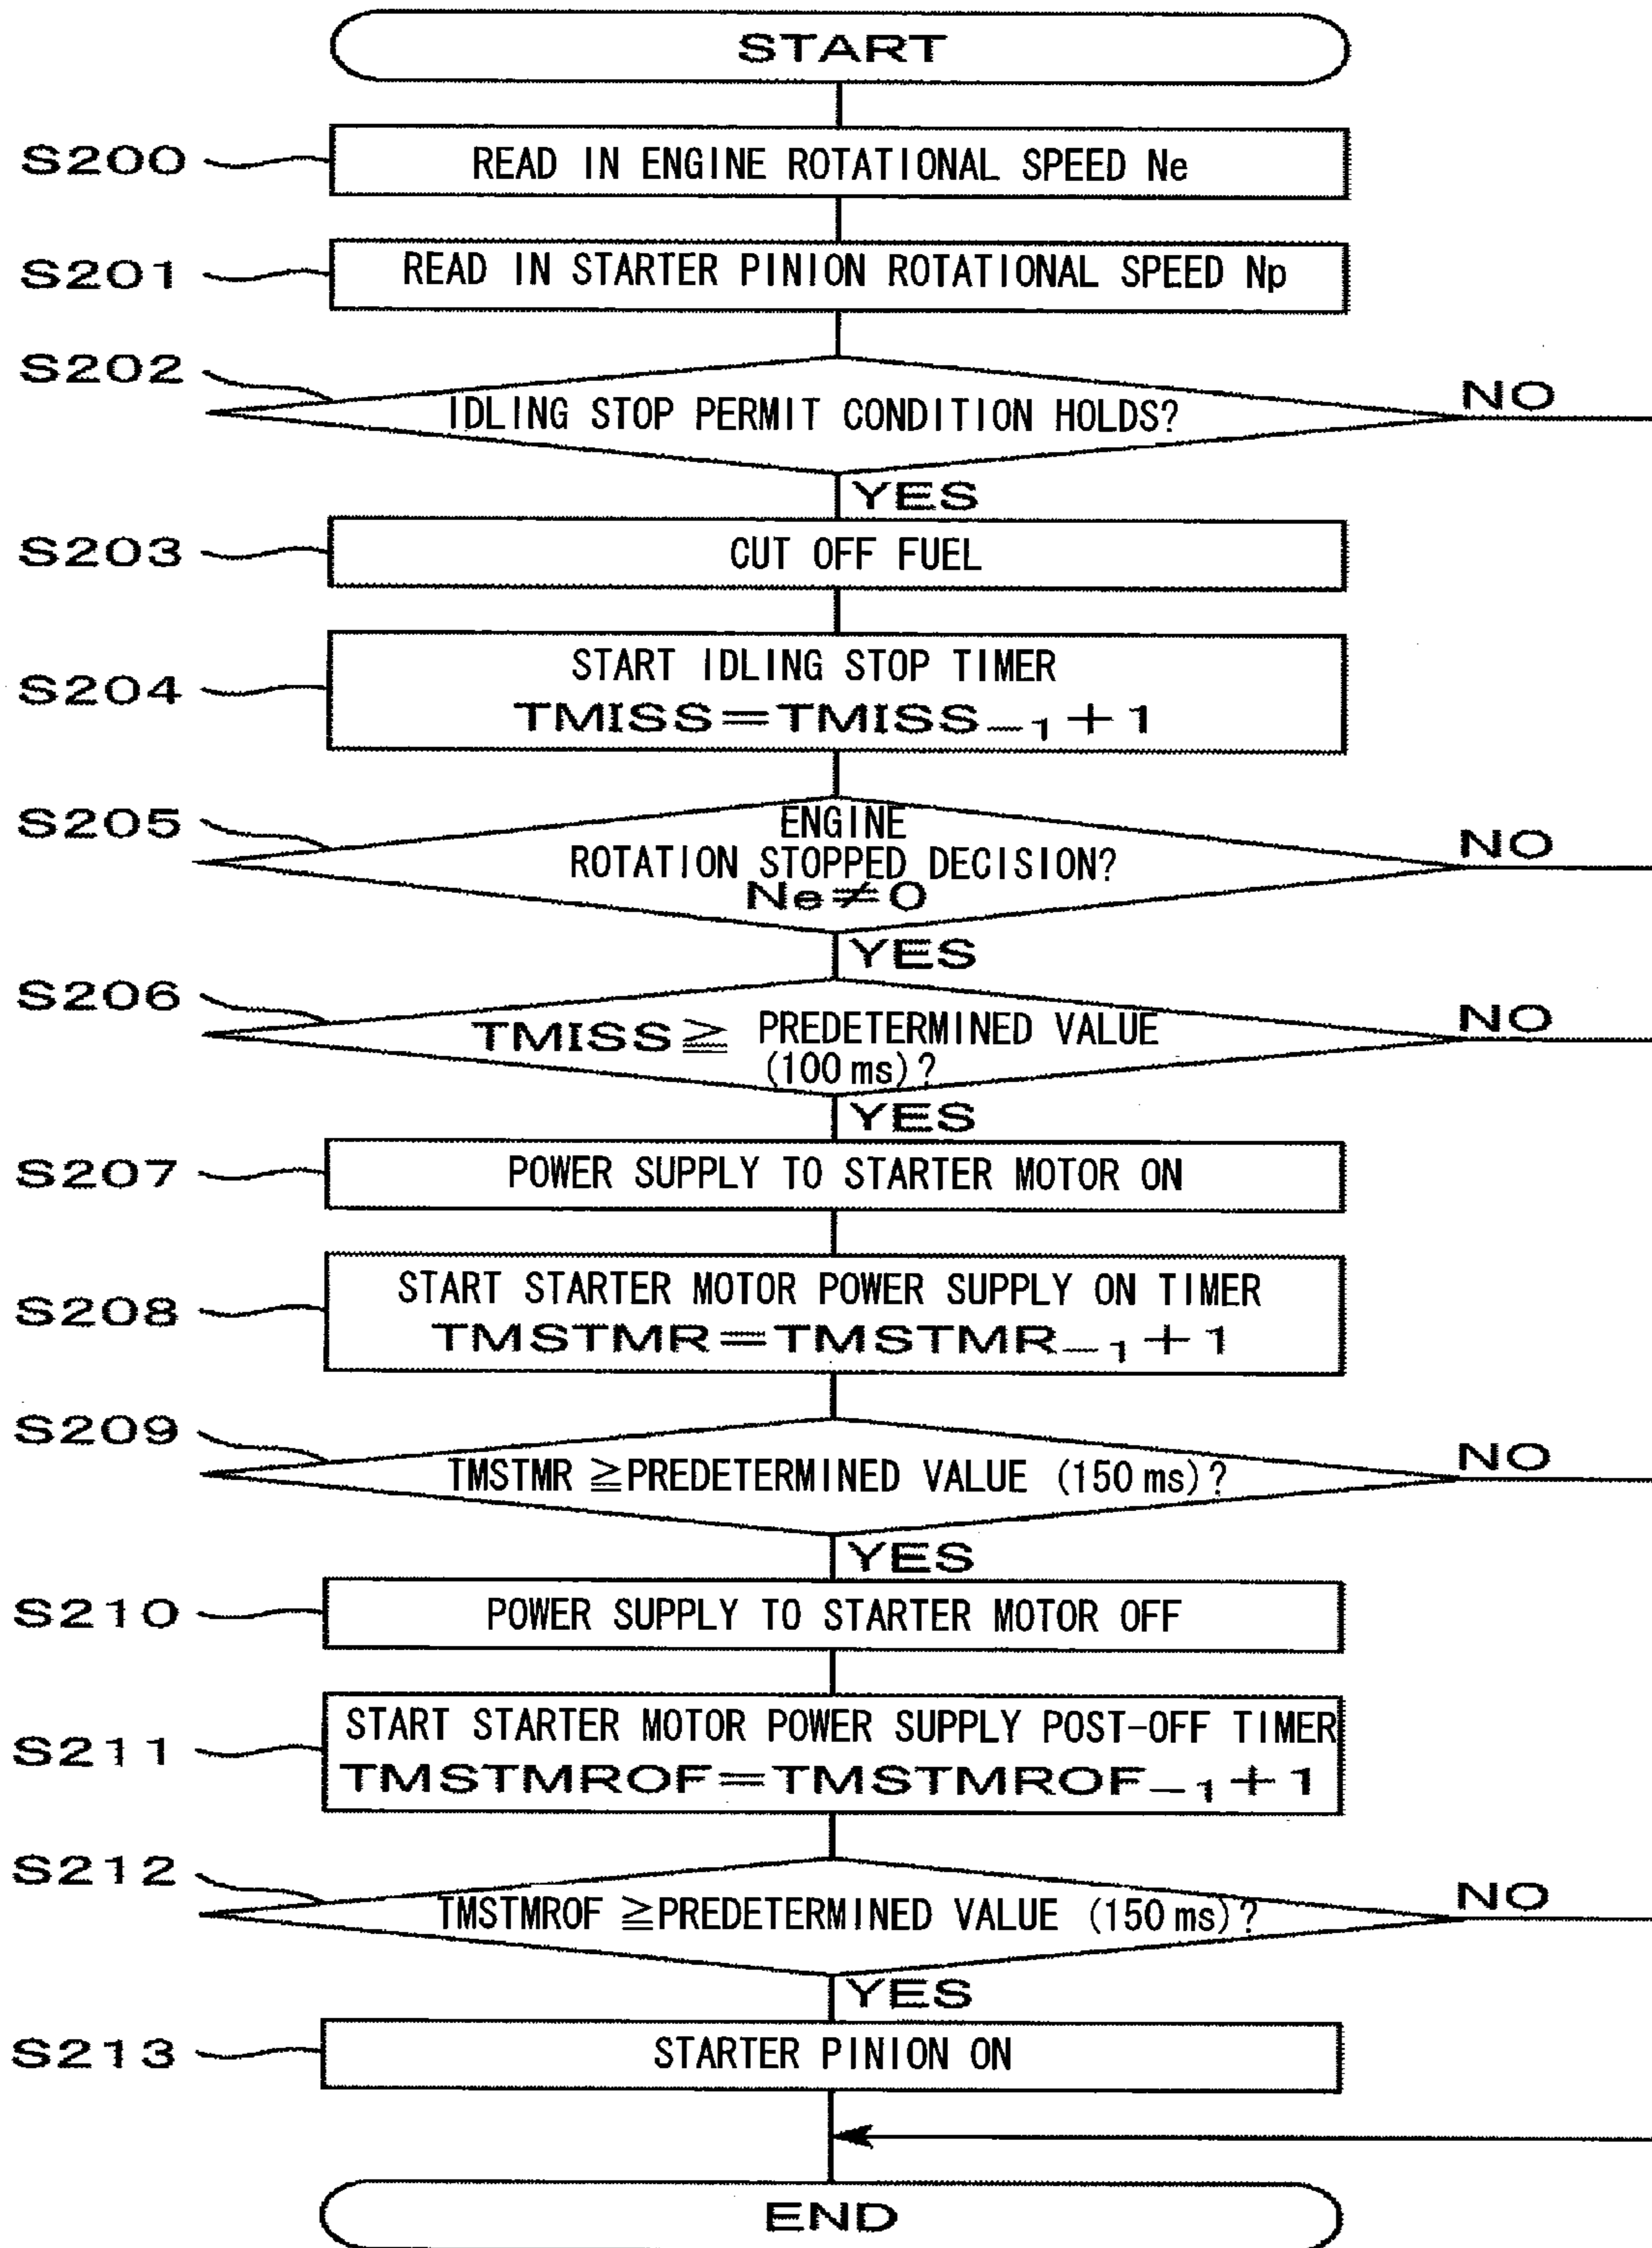 START
S200
READ IN ENGINE ROTATIONAL SPEED Ne
S201
READ IN STARTER PINION ROTATIONAL SPEED Np
S202
IDLING STOP PERMIT CONDITION HOLDS?
NO
YES
S203
CUT OFF FUEL
S204
START IDLING STOP TIMER
TMISS=TMISS₋₁+1
S205
ENGINE
ROTATION STOPPED DECISION?
Ne≠0
NO
YES
S206
TMISS≧ PREDETERMINED VALUE
(100 ms)?
NO
YES
S207
POWER SUPPLY TO STARTER MOTOR ON
S208
START STARTER MOTOR POWER SUPPLY ON TIMER
TMSTMR=TMSTMR₋₁+1
S209
TMSTMR ≧PREDETERMINED VALUE (150 ms)?
NO
YES
S210
POWER SUPPLY TO STARTER MOTOR OFF
S211
START STARTER MOTOR POWER SUPPLY POST-OFF TIMER
TMSTMROF=TMSTMROF₋₁+1
S212
TMSTMROF ≧PREDETERMINED VALUE (150 ms)?
NO
YES
S213
STARTER PINION ON
END